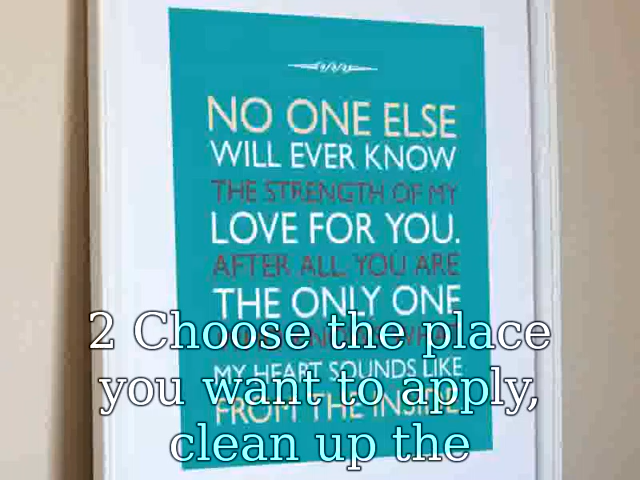 NO ONE ELSE
WILL EVER KNOW
THE STRENGTH OF MY
LOVE FOR YOU.
AFTER ALL, YOU ARE
THE ONLY ONE
2 Choose the place
MY HEART SOUNDS LIKE
you want to apply,
FROM THE INSIDE
clean up the